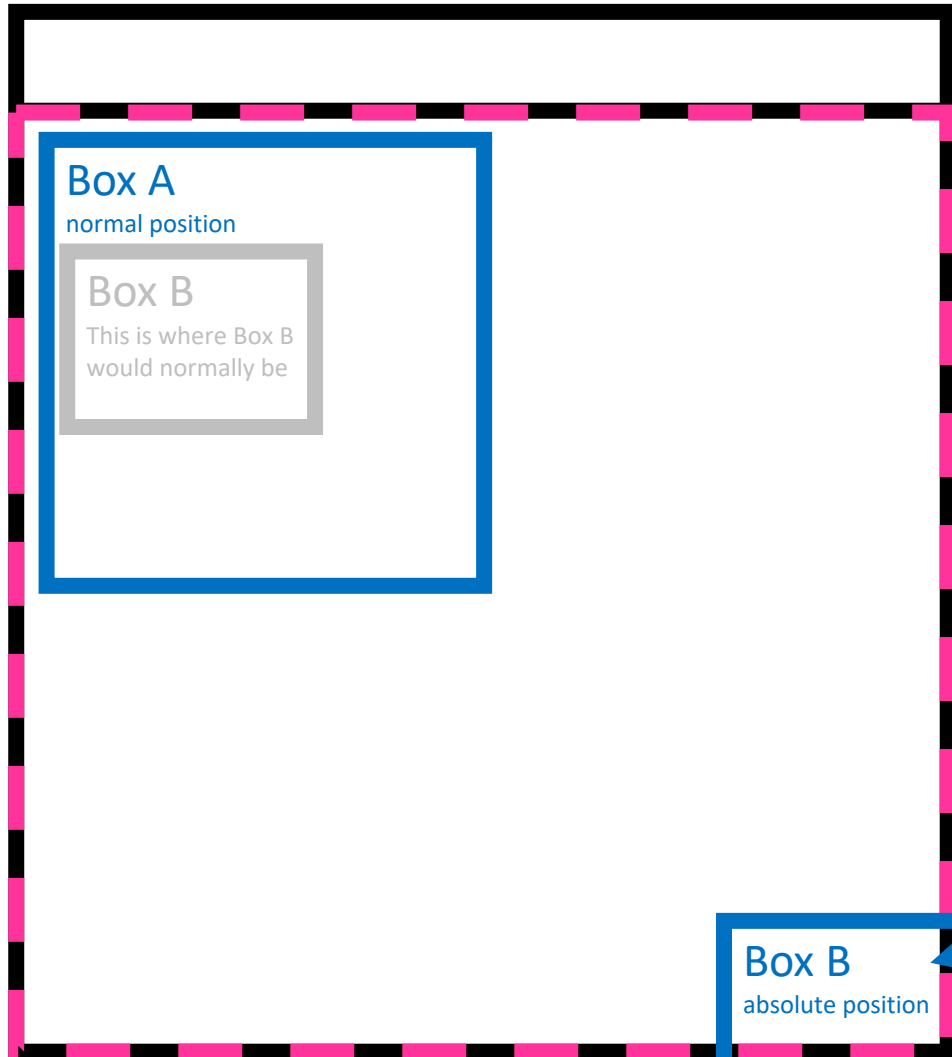 Box A
normal position
Box B
This is where Box B
would normally be
Box B
absolute position